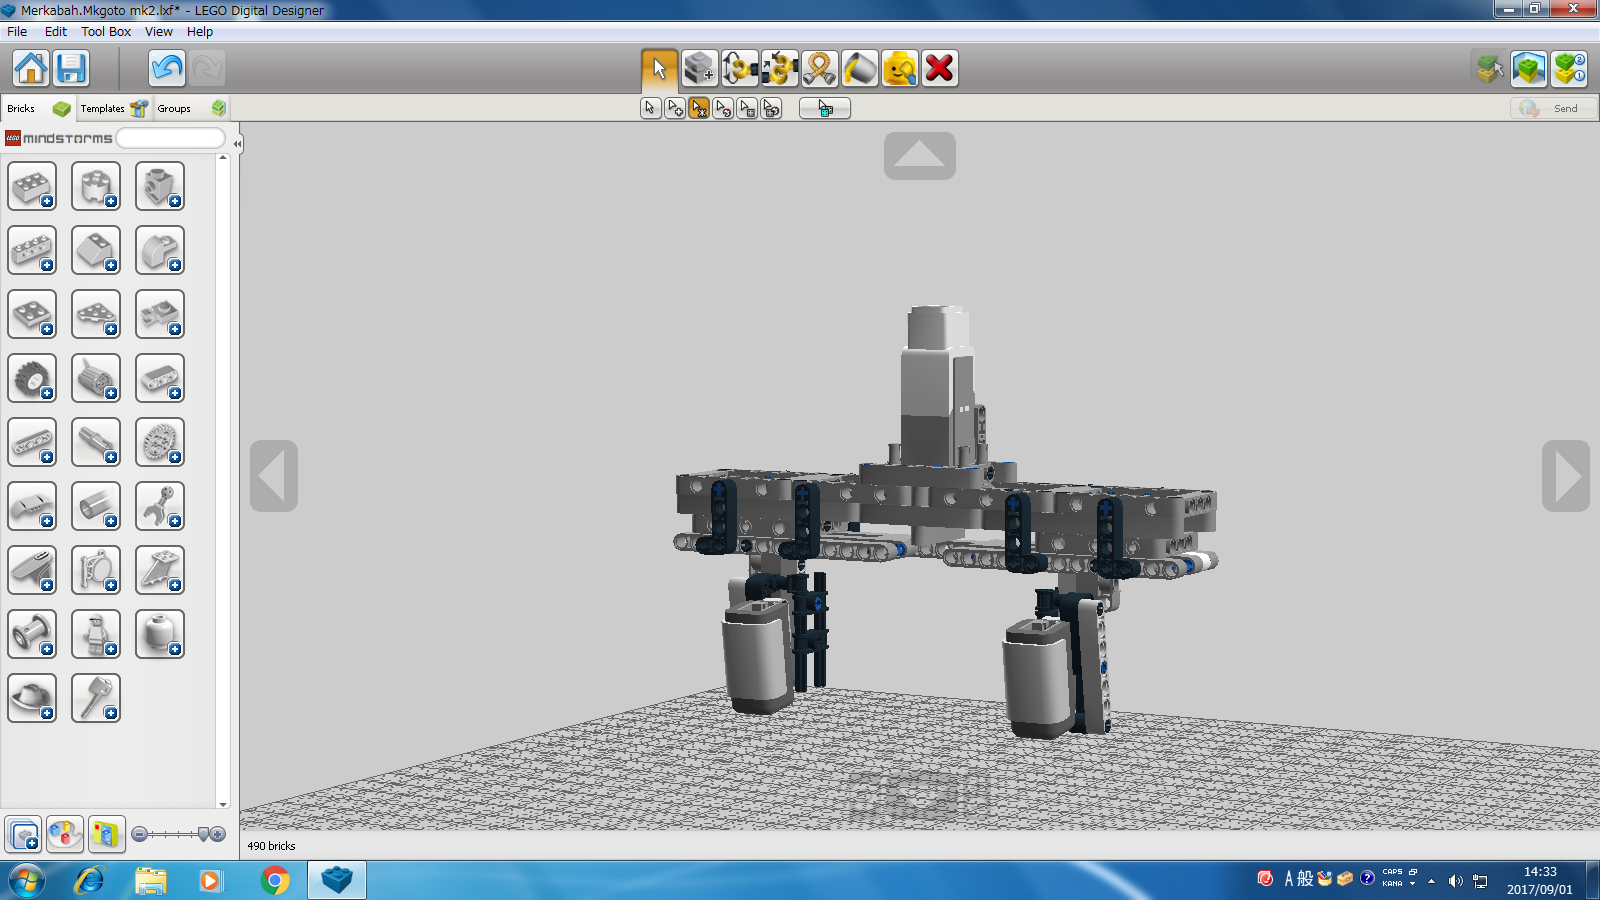 Merkabah.Mkgoto mk2.lxf* - LEGO Digital Designer
File Edit Tool Box View Help
Bricks Templates Groups
Send
LEGO mindstorms
490 bricks
A 般
CAPS
KANA
14:33
2017/09/01